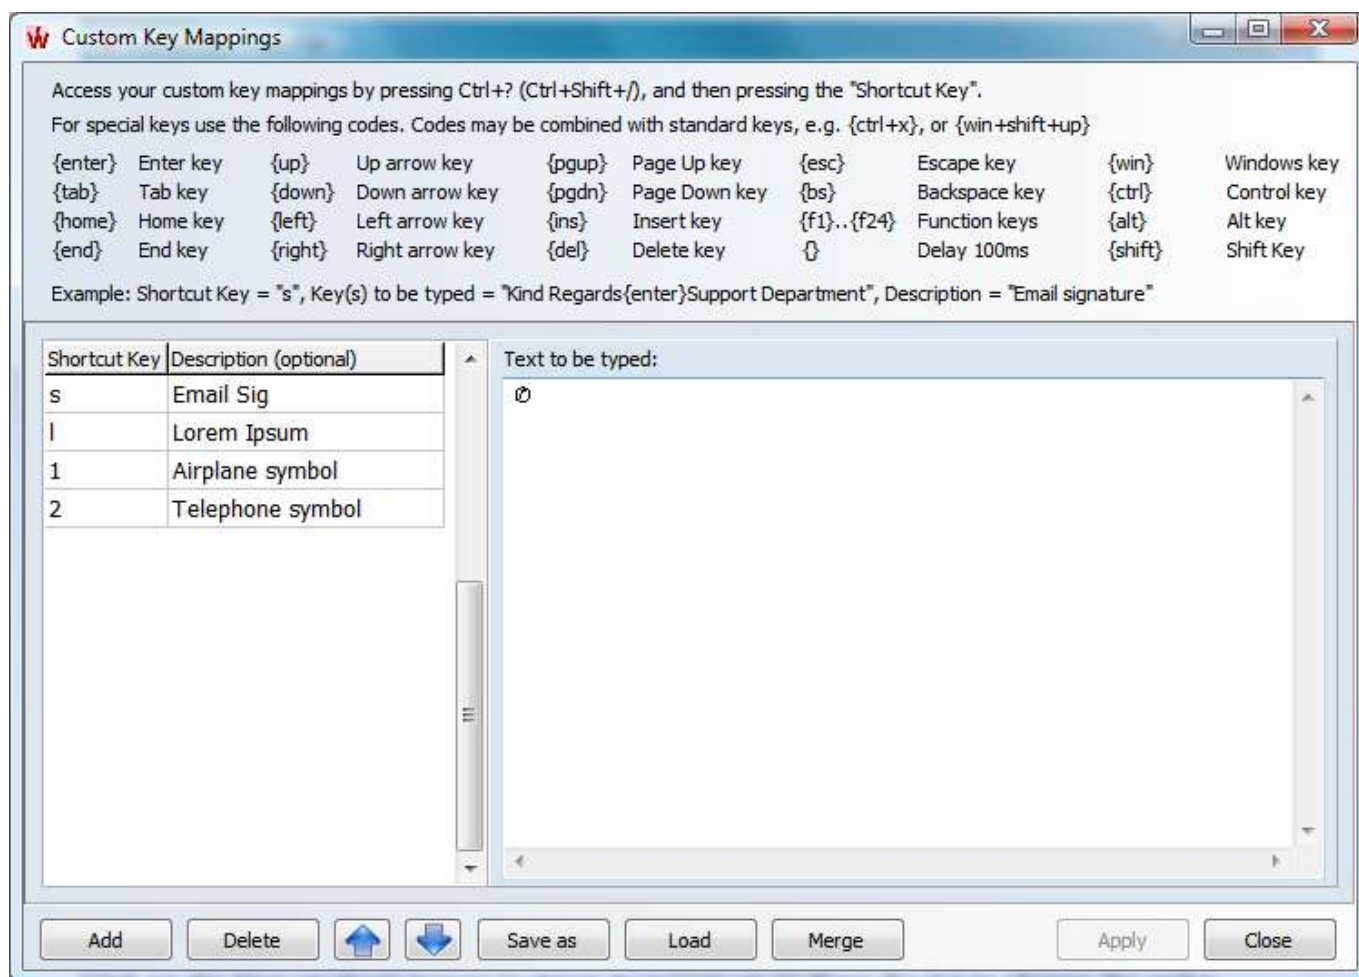 Custom Key Mappings
Access your custom key mappings by pressing Ctrl+? (Ctrl+Shift+/), and then pressing the "Shortcut Key".
For special keys use the following codes. Codes may be combined with standard keys, e.g. {ctrl+x}, or {win+shift+up}
{enter} Enter key {up} Up arrow key {pgup} Page Up key {esc} Escape key {win} Windows key
{tab} Tab key {down} Down arrow key {pgdn} Page Down key {bs} Backspace key {ctrl} Control key
{home} Home key {left} Left arrow key {ins} Insert key {f1}..{f24} Function keys {alt} Alt key
{end} End key {right} Right arrow key {del} Delete key {} Delay 100ms {shift} Shift Key
Example: Shortcut Key = "s", Key(s) to be typed = "Kind Regards{enter}Support Department", Description = "Email signature"
Shortcut Key Description (optional) Text to be typed:
s Email Sig
l Lorem Ipsum
1 Airplane symbol
2 Telephone symbol
Add Delete Save as Load Merge Apply Close